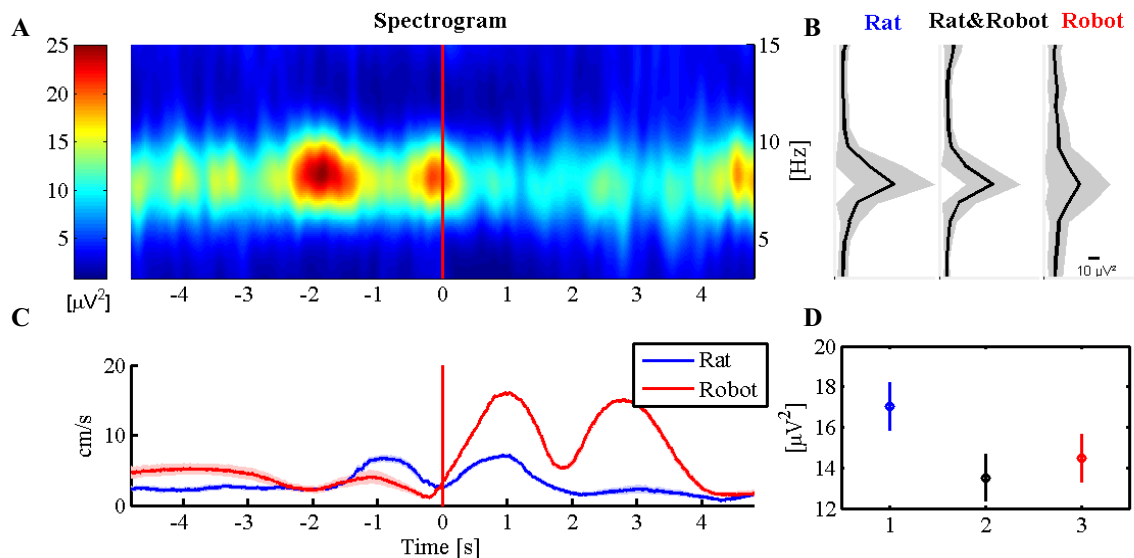 A
Spectrogram
25
20
15
10
5
[μV²]
15
10
5
[Hz]
-4 -3 -2 -1 0 1 2 3 4
B
Rat Rat&Robot Robot
10 μV²
C
20
10
0
cm/s
Rat
Robot
-4 -3 -2 -1 0 1 2 3 4
Time [s]
D
20
18
16
14
12
[μV²]
1 2 3